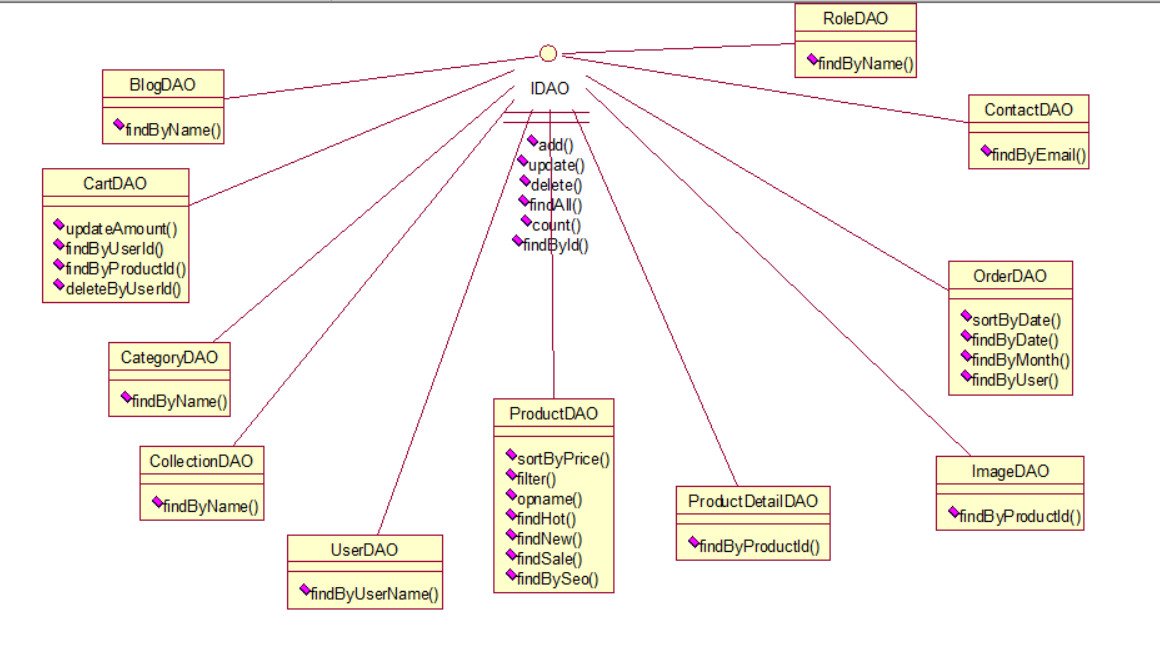 RoleDAO
findByName()
IDAO
add()
update()
delete()
findAll()
count()
findById()
BlogDAO
findByName()
ContactDAO
findByEmail()
CartDAO
updateAmount()
findByUserId()
findByProductId()
deleteByUserId()
OrderDAO
sortByDate()
findByDate()
findByMonth()
findByUser()
CategoryDAO
findByName()
CollectionDAO
findByName()
UserDAO
findByUserName()
ProductDAO
sortByPrice()
filter()
opname()
findHot()
findNew()
findSale()
findBySeo()
ProductDetailDAO
findByProductId()
ImageDAO
findByProductId()